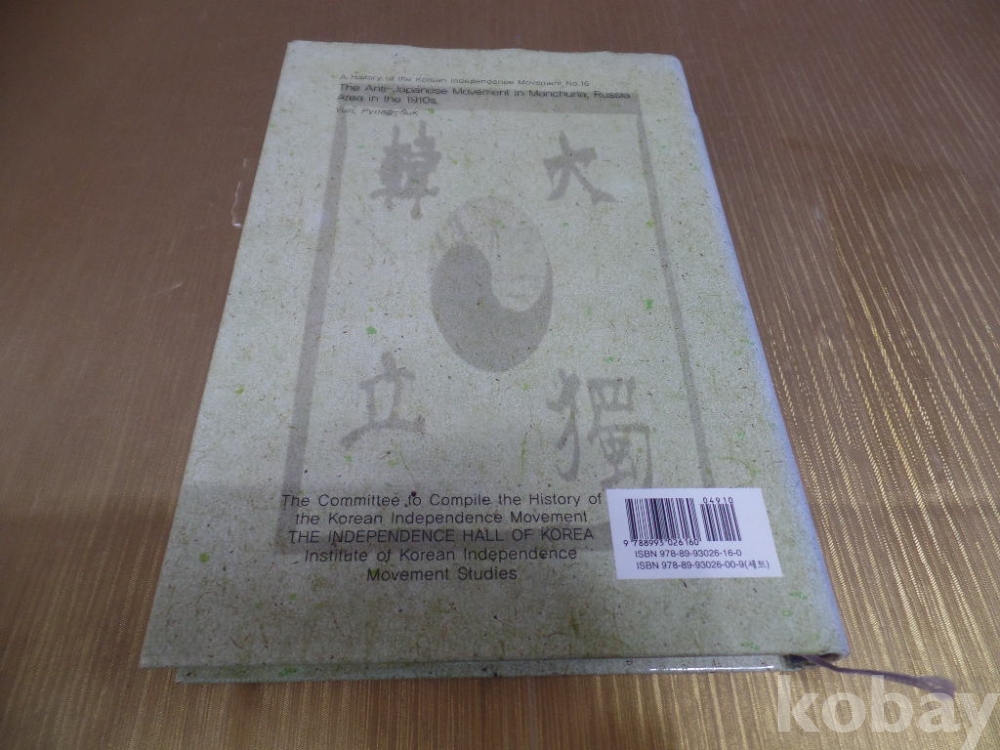 A History of the Korean Independence Movement No.16
The Anti-Japanese Movement in Manchuria, Russia
Area in the 1910s
Yun, Pyung-Suk
韓 大
立 獨
The Committee to Compile the History of
the Korean Independence Movement
THE INDEPENDENCE HALL OF KOREA
Institute of Korean Independence
Movement Studies
04910
9 788993 026160
ISBN 978-89-93026-16-0
ISBN 978-89-93026-00-9(세트)
kobay